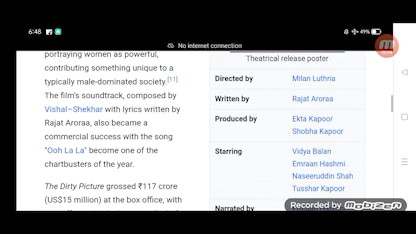 6:48
49%
No internet connection
portraying women as powerful,
contributing something unique to a
typically male-dominated society.[11]
The film's soundtrack, composed by
Vishal–Shekhar with lyrics written by
Rajat Aroraa, also became a
commercial success with the song
"Ooh La La" become one of the
chartbusters of the year.
The Dirty Picture grossed ₹117 crore
(US$15 million) at the box office, with
Theatrical release poster
Directed by Milan Luthria
Written by Rajat Aroraa
Produced by Ekta Kapoor
Shobha Kapoor
Starring Vidya Balan
Emraan Hashmi
Naseeruddin Shah
Tusshar Kapoor
Narrated by
Recorded by
Mobizen